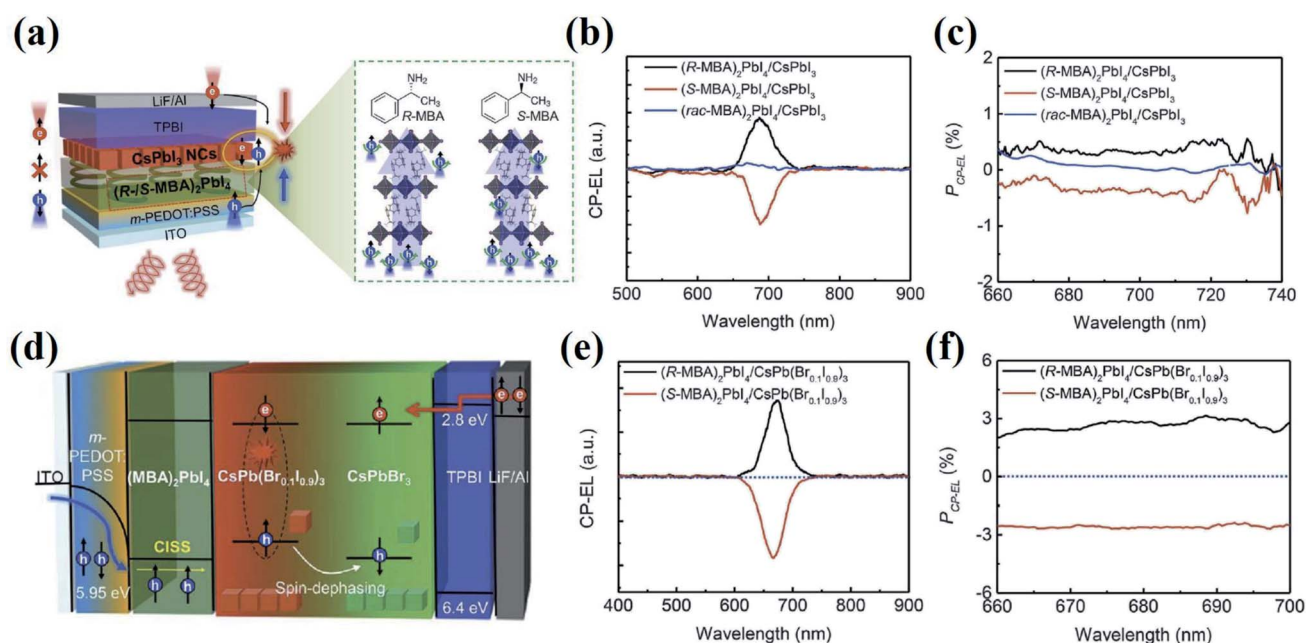 (a)
LiF/Al
TPBI
CsPbI₃ NCs
(R-/S-MBA)₂PbI₄
m-PEDOT:PSS
ITO
e
h
e
h
e
h
h
NH₂
CH₃
R-MBA
NH₂
CH₃
S-MBA
h
h
h
h
h
h
h
h
h
h
h
h
(b)
(R-MBA)₂PbI₄/CsPbI₃
(S-MBA)₂PbI₄/CsPbI₃
(rac-MBA)₂PbI₄/CsPbI₃
CP-EL (a.u.)
500 600 700 800 900
Wavelength (nm)
(c)
(R-MBA)₂PbI₄/CsPbI₃
(S-MBA)₂PbI₄/CsPbI₃
(rac-MBA)₂PbI₄/CsPbI₃
P_CP-EL (%)
2
1
0
-1
-2
660 680 700 720 740
Wavelength (nm)
(d)
ITO
m-
PEDOT:
PSS
h h
5.95 eV
(MBA)₂PbI₄
CISS
h h
CsPb(Br₀.₁I₀.₉)₃
e
h
CsPbBr₃
e
h
Spin-dephasing
2.8 eV
TPBI
6.4 eV
e e
LiF/Al
(e)
(R-MBA)₂PbI₄/CsPb(Br₀.₁I₀.₉)₃
(S-MBA)₂PbI₄/CsPb(Br₀.₁I₀.₉)₃
CP-EL (a.u.)
400 500 600 700 800 900
Wavelength (nm)
(f)
(R-MBA)₂PbI₄/CsPb(Br₀.₁I₀.₉)₃
(S-MBA)₂PbI₄/CsPb(Br₀.₁I₀.₉)₃
P_CP-EL (%)
6
3
0
-3
-6
660 670 680 690 700
Wavelength (nm)